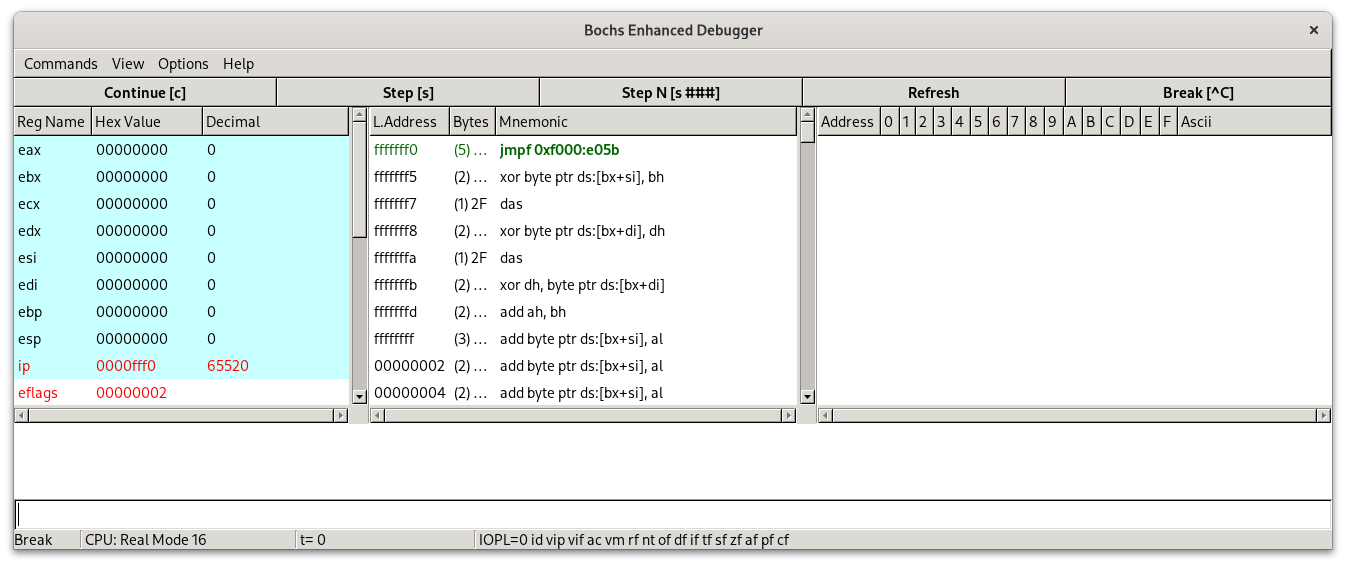 Bochs Enhanced Debugger ×
Commands View Options Help
Continue [c] Step [s] Step N [s ###] Refresh Break [^C]
Reg Name Hex Value Decimal L.Address Bytes Mnemonic Address 0 1 2 3 4 5 6 7 8 9 A B C D E F Ascii
eax 00000000 0 fffffff0 (5) ... jmpf 0xf000:e05b
ebx 00000000 0 fffffff5 (2) ... xor byte ptr ds:[bx+si], bh
ecx 00000000 0 fffffff7 (1) 2F das
edx 00000000 0 fffffff8 (2) ... xor byte ptr ds:[bx+di], dh
esi 00000000 0 fffffffa (1) 2F das
edi 00000000 0 fffffffb (2) ... xor dh, byte ptr ds:[bx+di]
ebp 00000000 0 fffffffd (2) ... add ah, bh
esp 00000000 0 ffffffff (3) ... add byte ptr ds:[bx+si], al
ip 0000fff0 65520 00000002 (2) ... add byte ptr ds:[bx+si], al
eflags 00000002 00000004 (2) ... add byte ptr ds:[bx+si], al
Break CPU: Real Mode 16 t= 0 IOPL=0 id vip vif ac vm rf nt of df if tf sf zf af pf cf